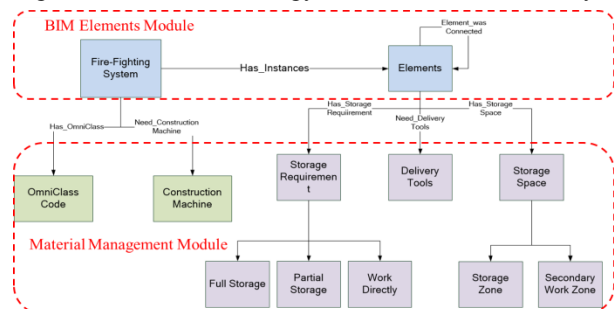 BIM Elements Module
Element_was
Connected
Fire-Fighting
System
Has_Instances
Elements
Has_OmniClass
Need_Construction
Machine
Has_Storage
Requirement
Need_Delivery
Tools
Has_Storage
Space
OmniClass
Code
Construction
Machine
Storage
Requiremen
t
Delivery
Tools
Storage
Space
Material Management Module
Full Storage
Partial
Storage
Work
Directly
Storage
Zone
Secondary
Work Zone